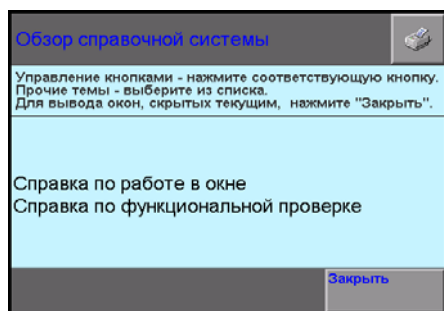 Обзор справочной системы
Управление кнопками - нажмите соответствующую кнопку.
Прочие темы - выберите из списка.
Для вывода окон, скрытых текущим, нажмите "Закрыть".
Справка по работе в окне
Справка по функциональной проверке
Закрыть